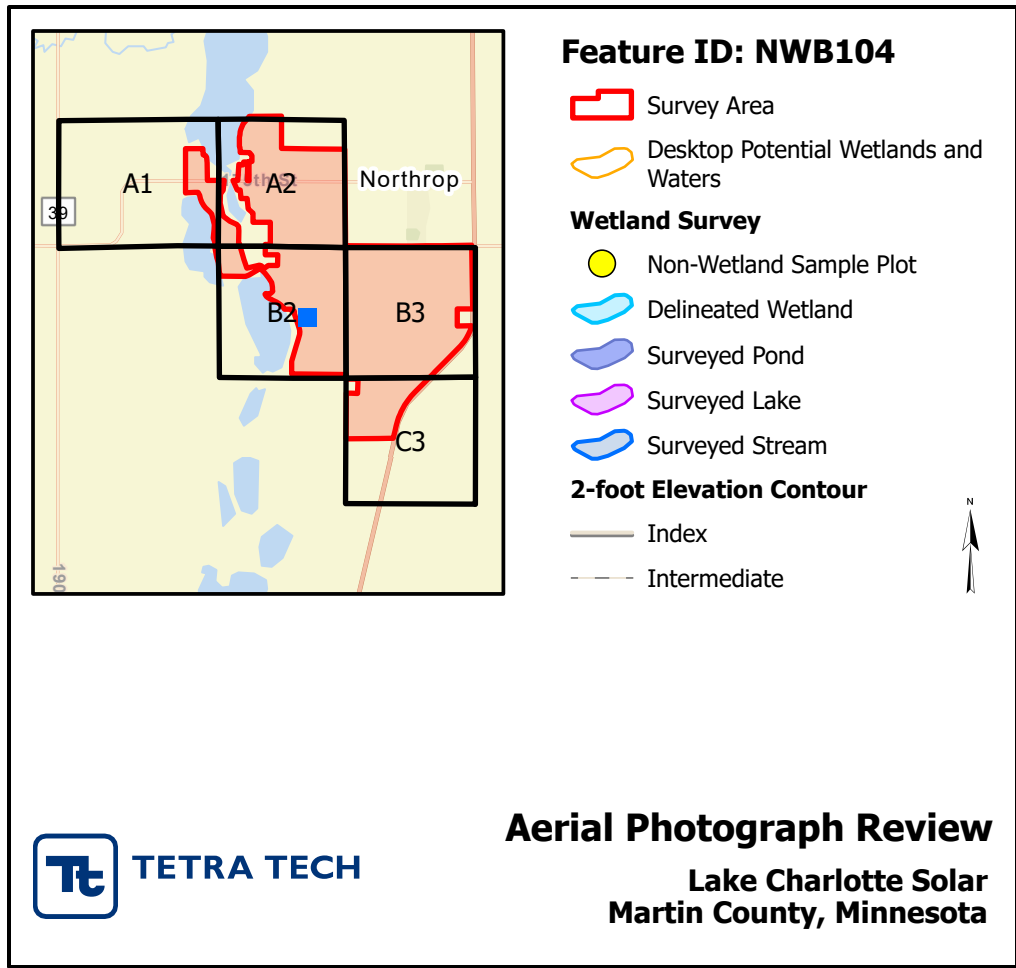 Feature ID: NWB104
Survey Area
Desktop Potential Wetlands and
Waters
Wetland Survey
Non-Wetland Sample Plot
Delineated Wetland
Surveyed Pond
Surveyed Lake
Surveyed Stream
2-foot Elevation Contour
Index
Intermediate
N
A1
A2
Northrop
39
B2
B3
C3
190
TETRA TECH
Aerial Photograph Review
Lake Charlotte Solar
Martin County, Minnesota